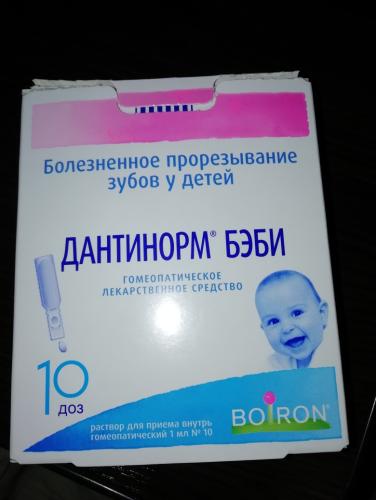 Болезненное прорезывание
зубов у детей
ДАНТИНОРМ® БЭБИ
ГОМЕОПАТИЧЕСКОЕ
ЛЕКАРСТВЕННОЕ СРЕДСТВО
10
ДОЗ
раствор для приема внутрь
гомеопатический 1 мл № 10
BOIRON®